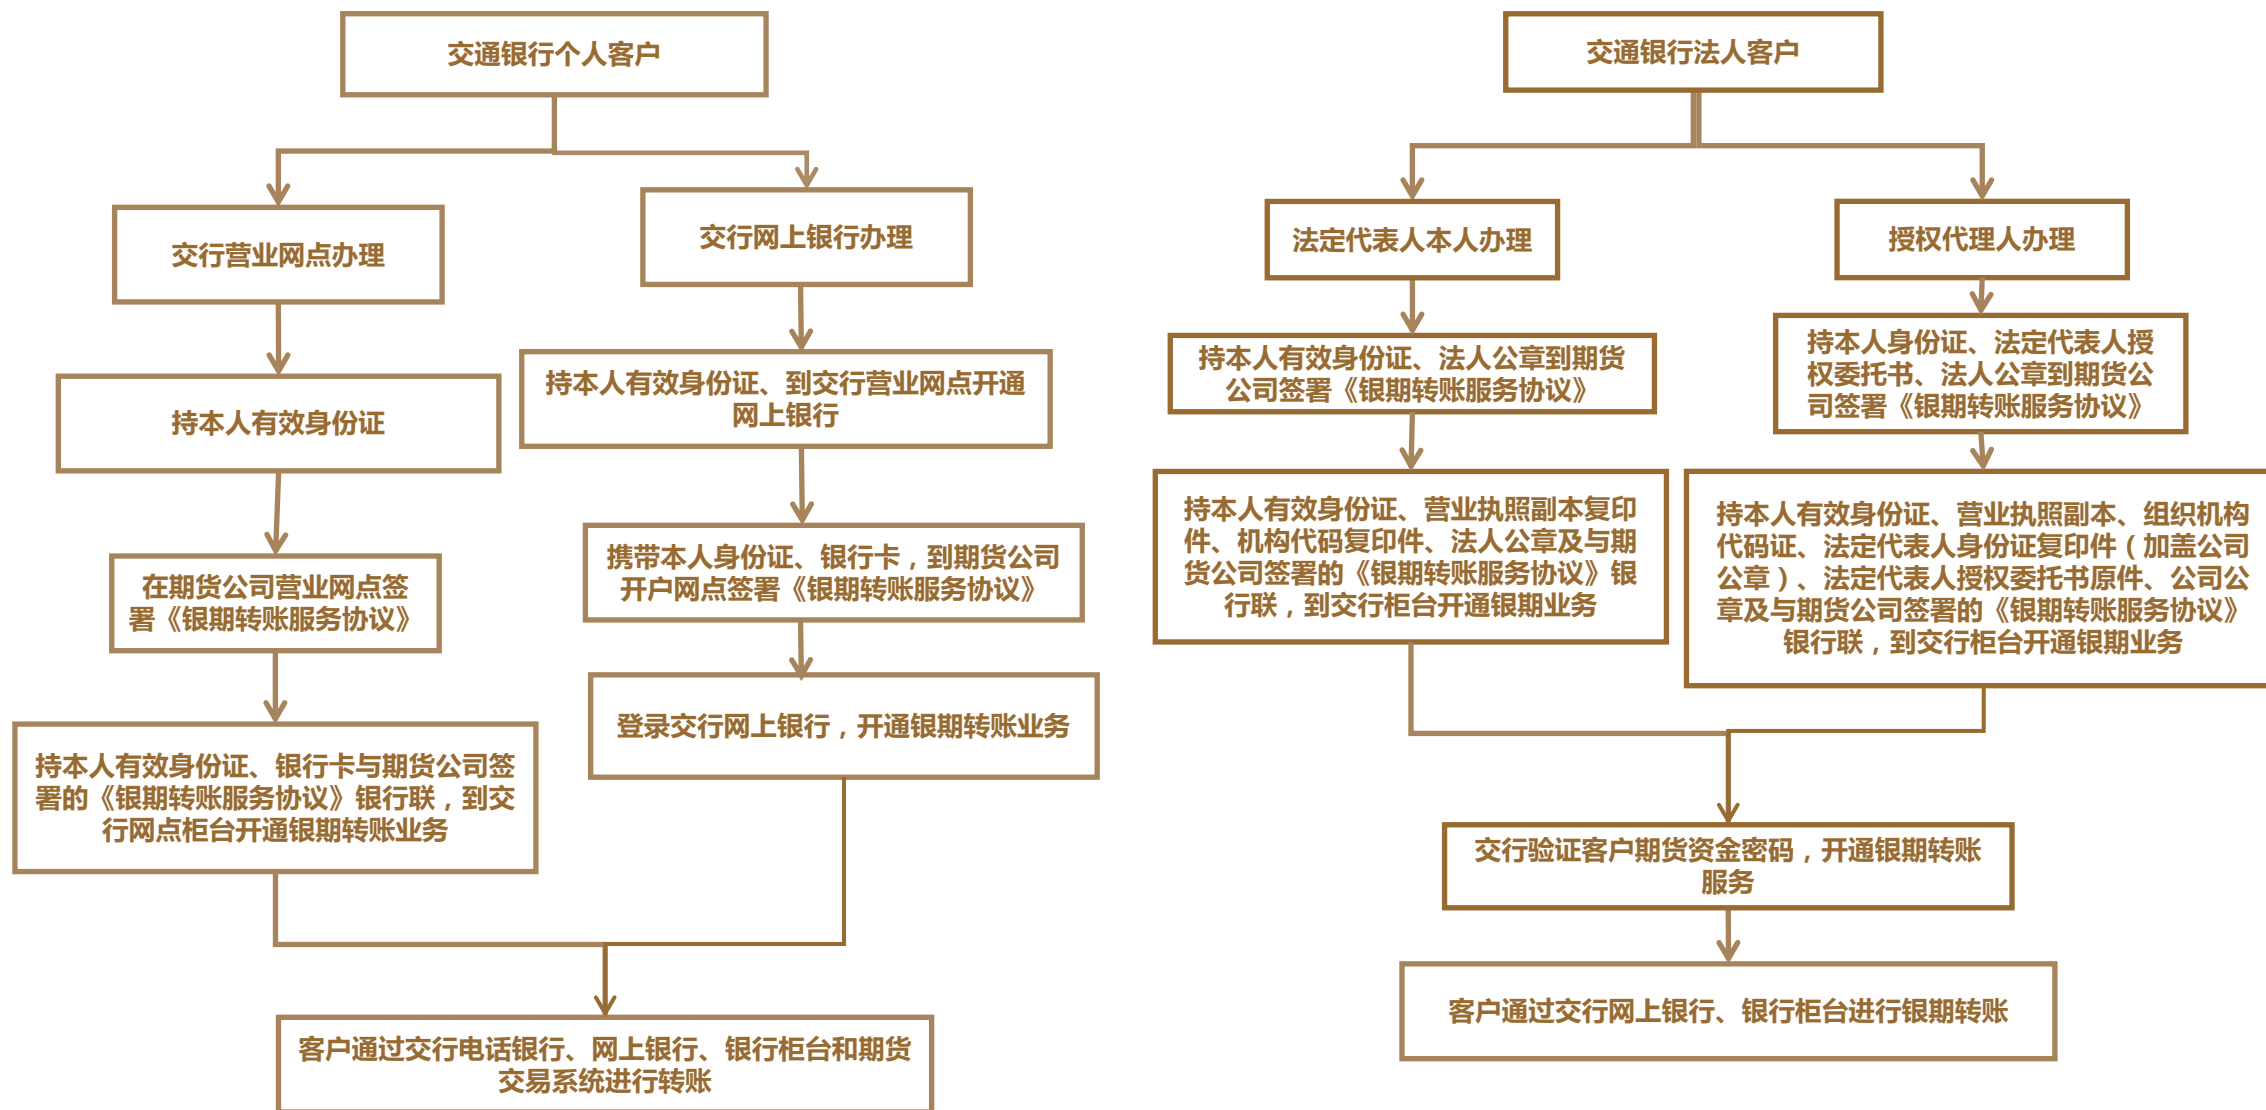 交通银行个人客户
交行营业网点办理
持本人有效身份证
在期货公司营业网点签
署《银期转账服务协议》
持本人有效身份证、银行卡与期货公司签
署的《银期转账服务协议》银行联，到交
行网点柜台开通银期转账业务
交行网上银行办理
持本人有效身份证、到交行营业网点开通
网上银行
携带本人身份证、银行卡，到期货公司
开户网点签署《银期转账服务协议》
登录交行网上银行，开通银期转账业务
客户通过交行电话银行、网上银行、银行柜台和期货
交易系统进行转账
交通银行法人客户
法定代表人本人办理
持本人有效身份证、法人公章到期货
公司签署《银期转账服务协议》
持本人有效身份证、营业执照副本复印
件、机构代码复印件、法人公章及与期
货公司签署的《银期转账服务协议》银
行联，到交行柜台开通银期业务
授权代理人办理
持本人身份证、法定代表人授
权委托书、法人公章到期货公
司签署《银期转账服务协议》
持本人有效身份证、营业执照副本、组织机构
代码证、法定代表人身份证复印件（加盖公司
公章）、法定代表人授权委托书原件、公司公
章及与期货公司签署的《银期转账服务协议》
银行联，到交行柜台开通银期业务
交行验证客户期货资金密码，开通银期转账
服务
客户通过交行网上银行、银行柜台进行银期转账